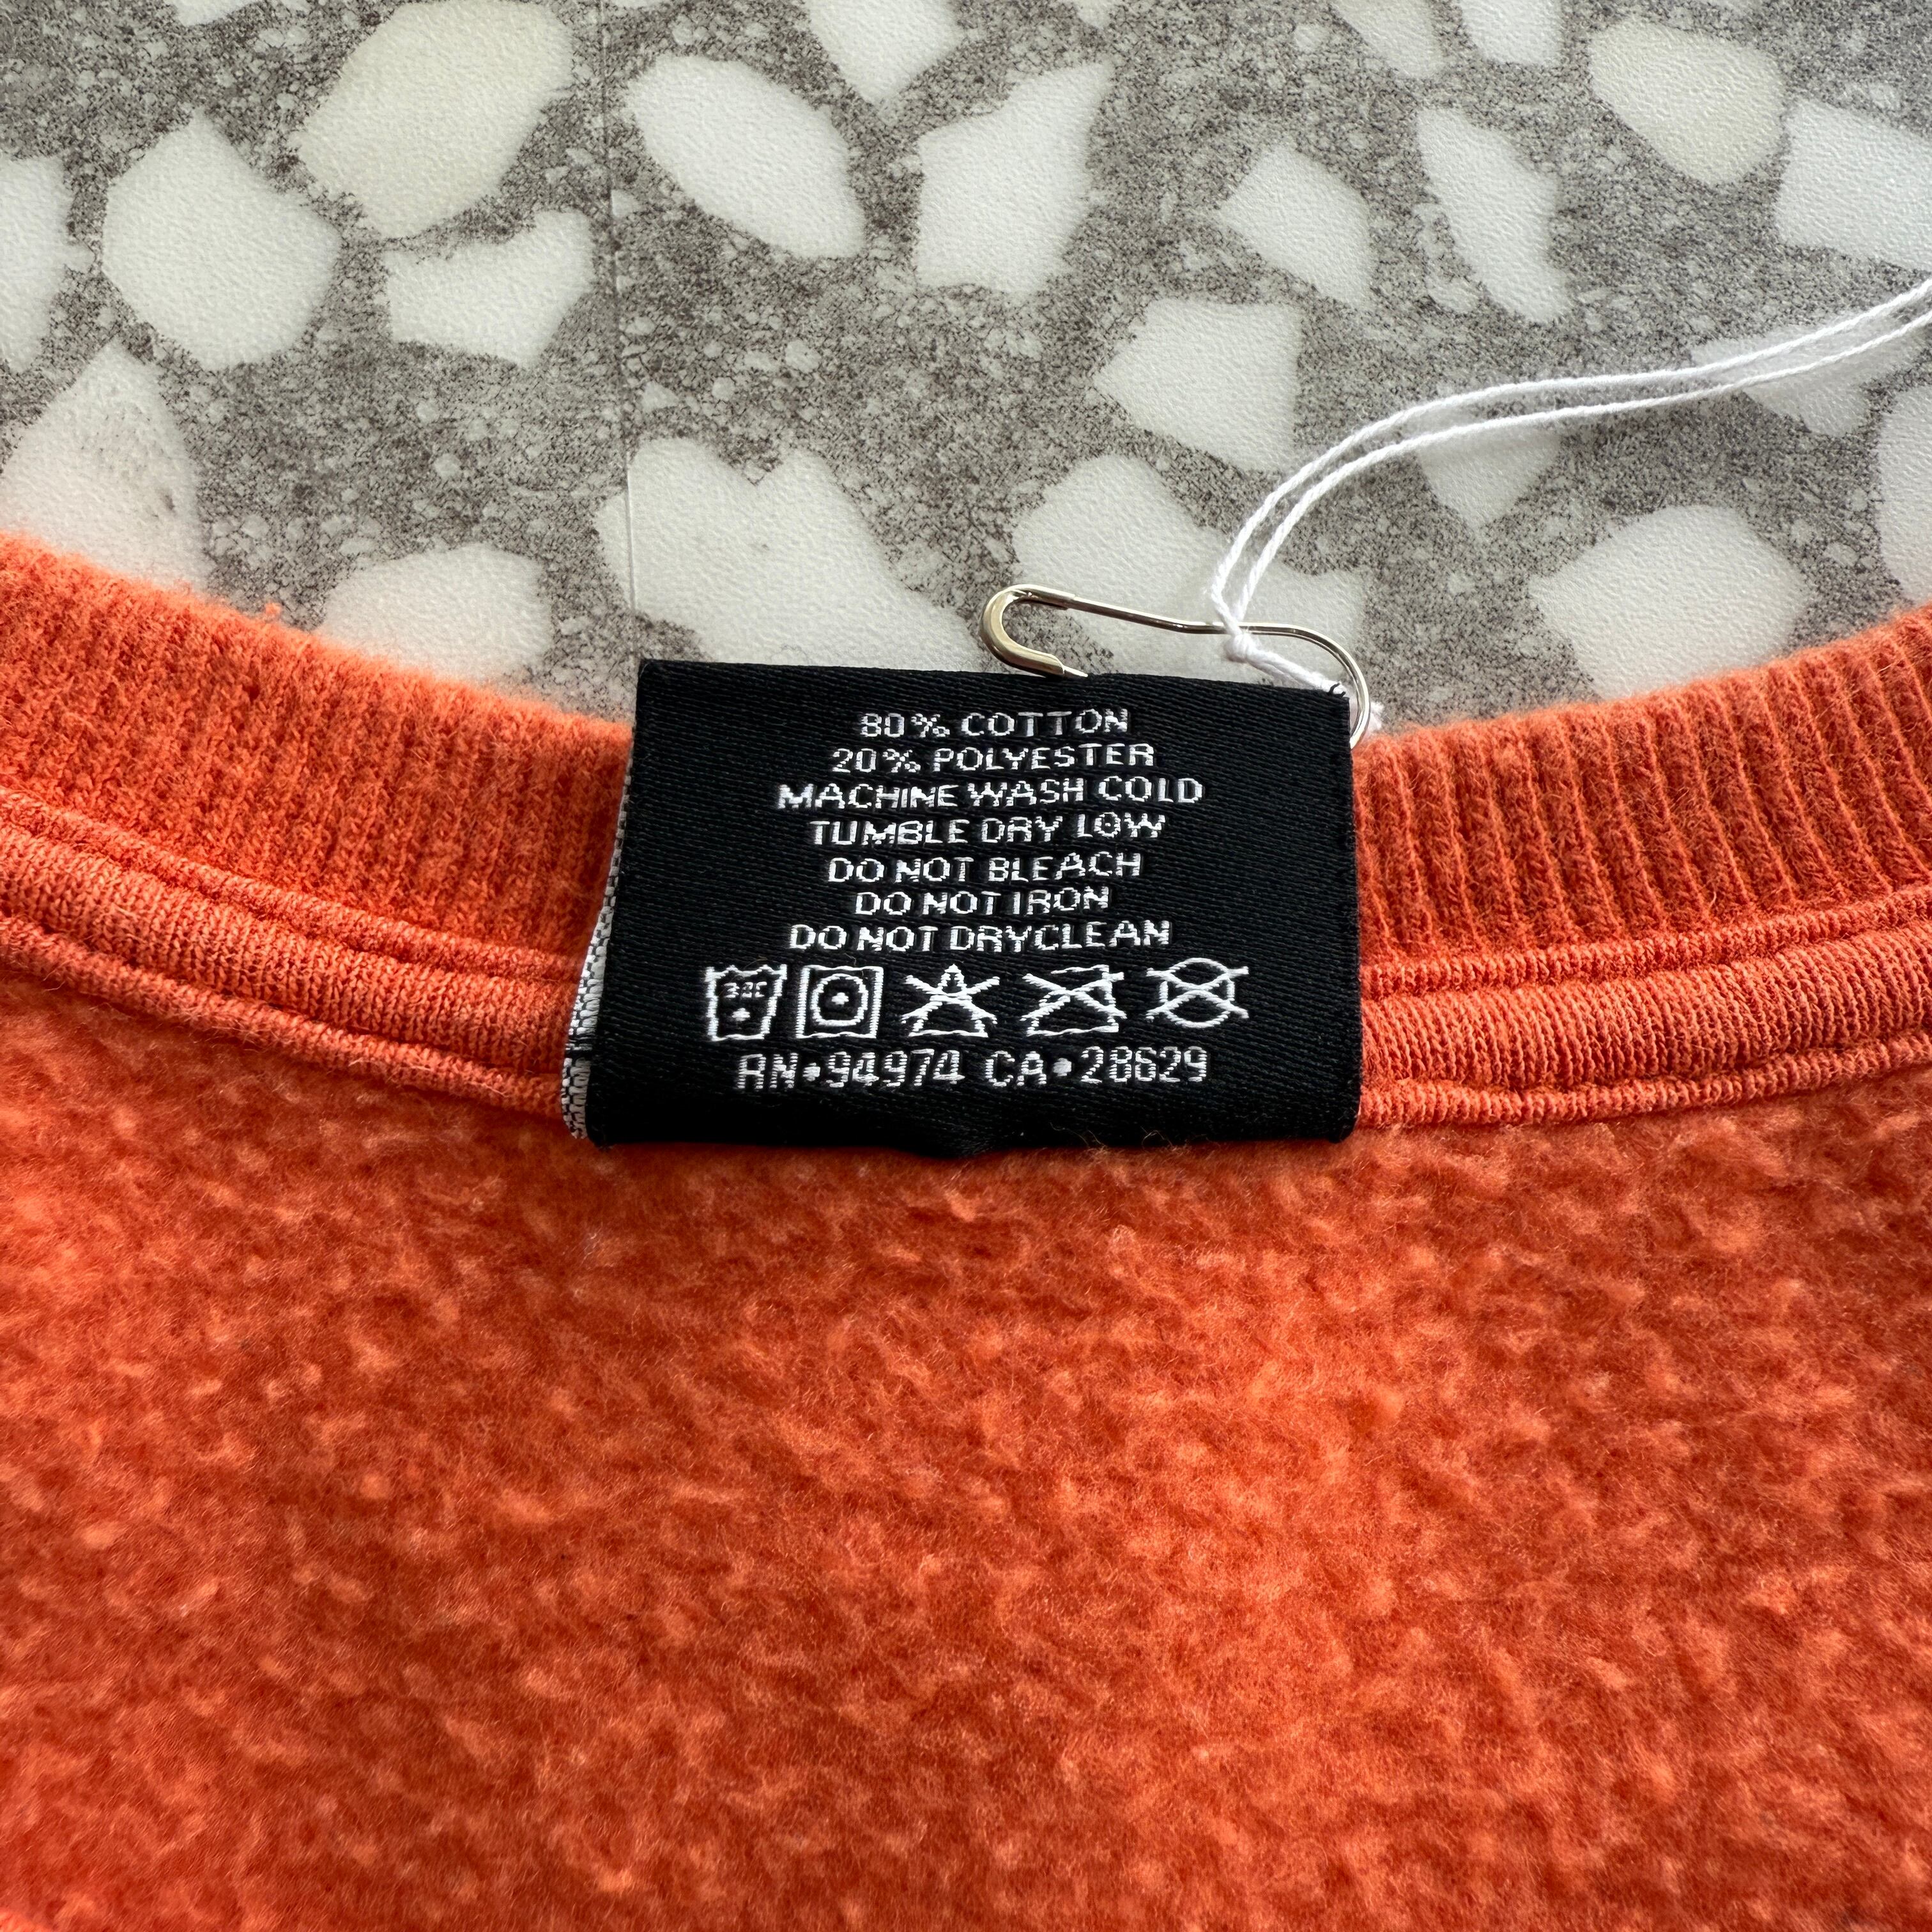 80% COTTON
20% POLYESTER
MACHINE WASH COLD
TUMBLE DRY LOW
DO NOT BLEACH
DO NOT IRON
DO NOT DRYCLEAN
RN•94974 CA•28629